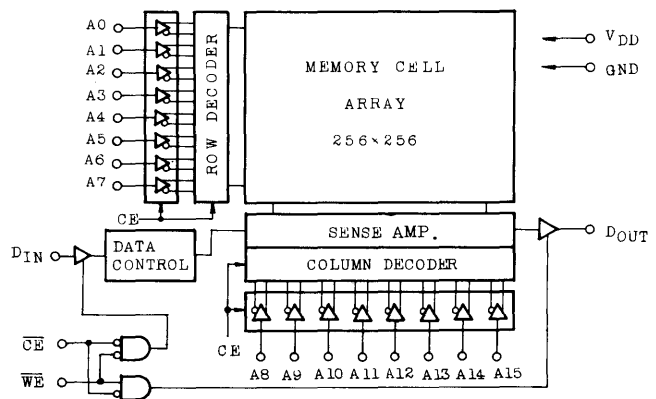 A0
A1
A2
A3
A4
A5
A6
A7
ROW DECODER
MEMORY CELL
ARRAY
256×256
VDD
GND
CE
SENSE AMP.
COLUMN DECODER
DIN
DATA
CONTROL
DOUT
CE
CE
WE
A8 A9 A10 A11 A12 A13 A14 A15